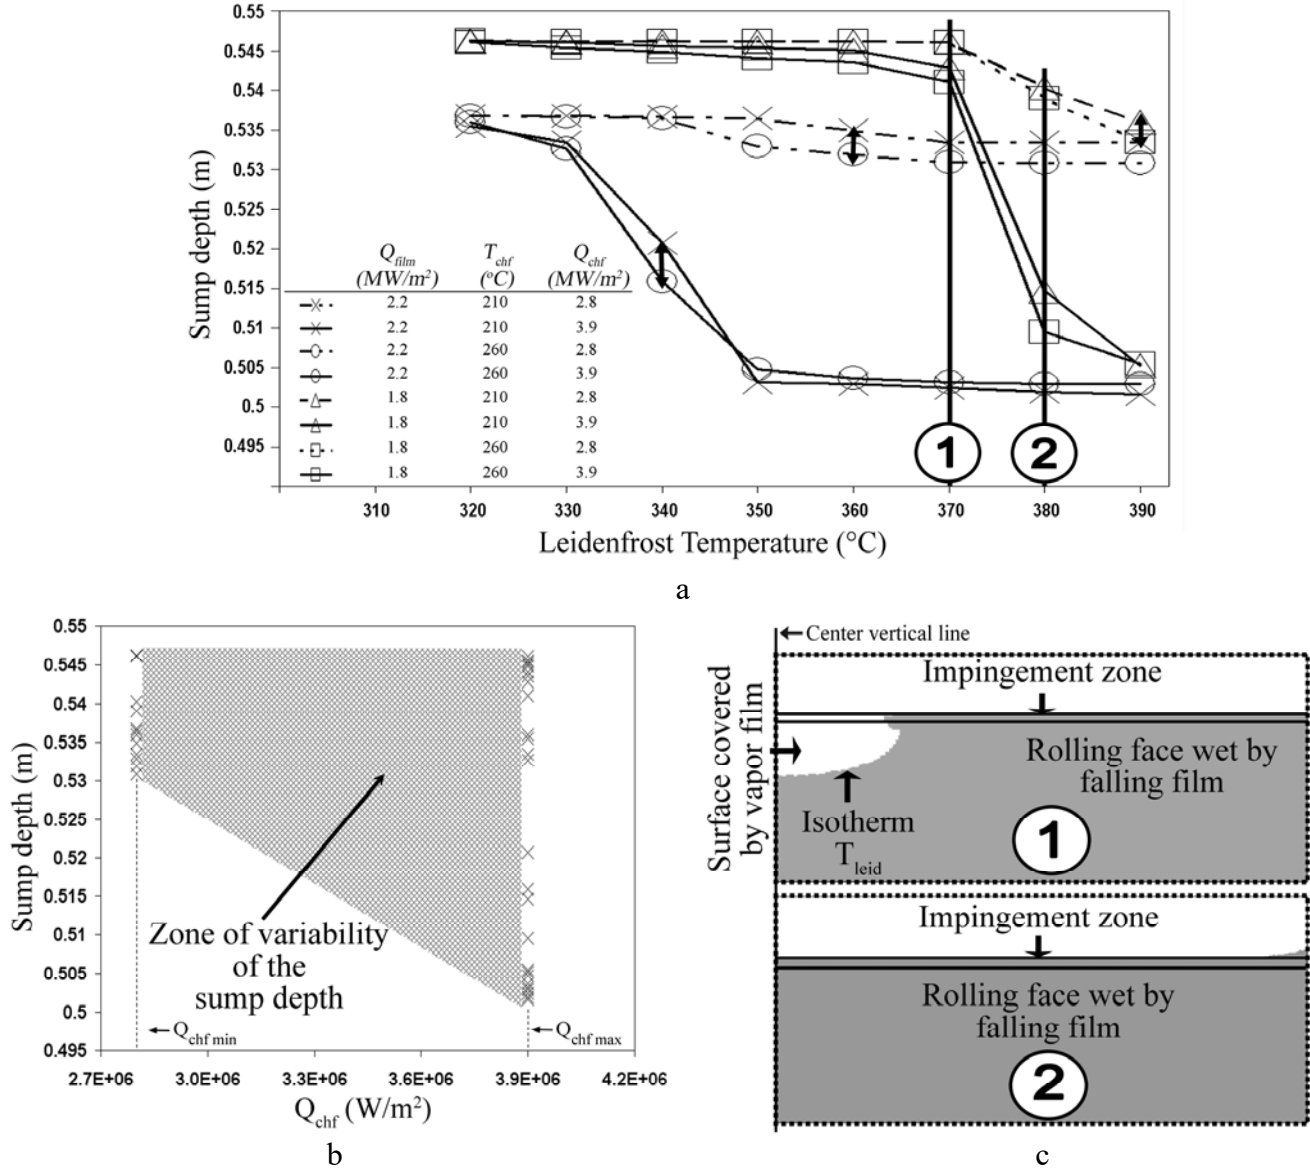 0.55
0.545
0.54
0.535
0.53
0.525
0.52
0.515
0.51
0.505
0.5
0.495
Sump depth (m)
Q_film T_chf Q_chf
(MW/m²) (°C) (MW/m²)
2.2 210 2.8
2.2 210 3.9
2.2 260 2.8
2.2 260 3.9
1.8 210 2.8
1.8 210 3.9
1.8 260 2.8
1.8 260 3.9
1 2
310 320 330 340 350 360 370 380 390
Leidenfrost Temperature (°C)
a
0.55
0.545
0.54
0.535
0.53
0.525
0.52
0.515
0.51
0.505
0.5
0.495
Sump depth (m)
Zone of variability
of the
sump depth
Q_chf min
Q_chf max
2.7E+06 3.0E+06 3.3E+06 3.6E+06 3.9E+06 4.2E+06
Q_chf (W/m²)
b
Center vertical line
Surface covered
by vapor film
Impingement zone
Rolling face wet by
falling film
Isotherm
T_leid
1
Impingement zone
Rolling face wet by
falling film
2
c